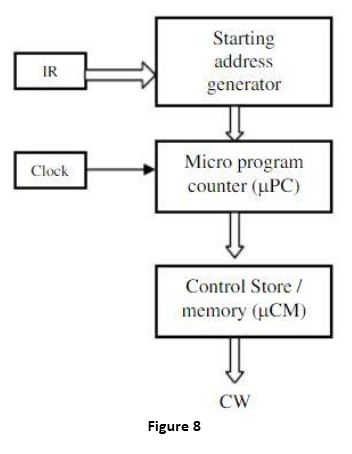 Starting
address
generator
IR
Micro program
counter (μPC)
Clock
Control Store /
memory (μCM)
CW
Figure 8